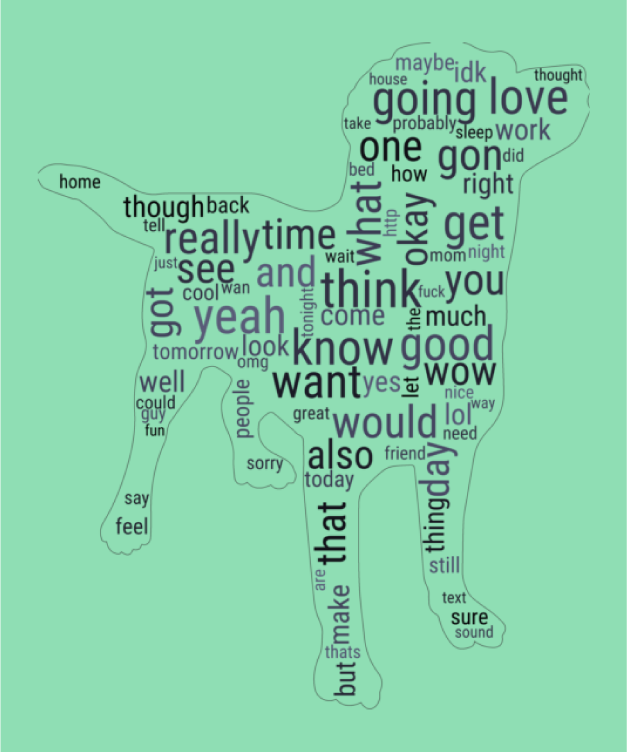 maybe
idk
house
thought
going love
take
probably
sleep
work
one
gon
did
bed
how
right
home
though
back
what
http
okay
get
tell
really
time
wait
mom
night
just
see
and
think
fuck
you
cool
wan
got
yeah
tonight
come
the
much
tomorrow
look
omg
know
good
well
want
yes
let
wow
nice
way
could
guy
fun
people
great
would
lol
need
sorry
also
friend
day
today
say
feel
that
thing
still
are
make
text
sure
sound
thats
but